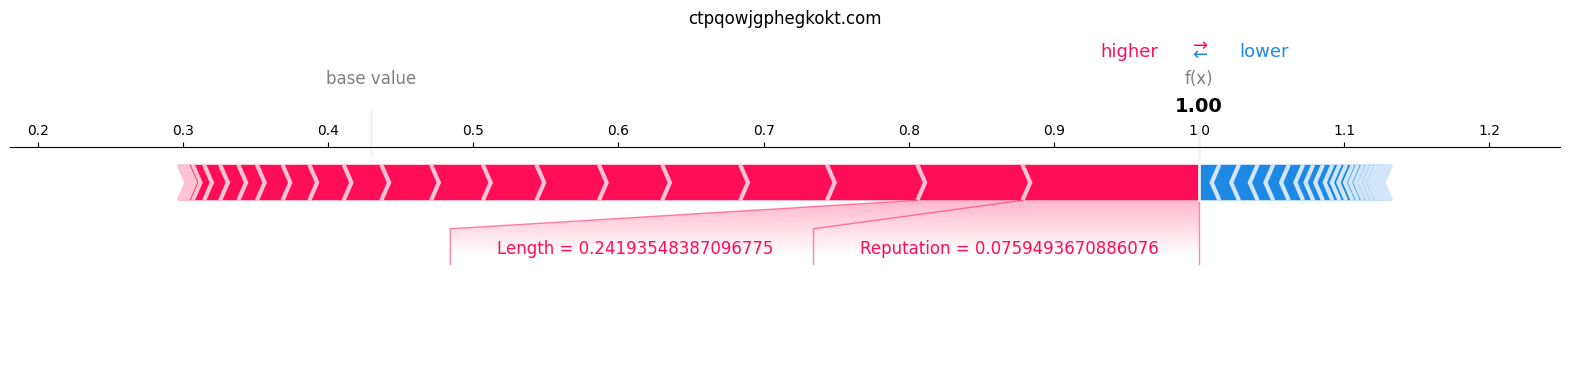 ctpqowjgphegkokt.com
higher ⇄ lower
base value f(x)
1.00
0.2 0.3 0.4 0.5 0.6 0.7 0.8 0.9 1.0 1.1 1.2
Length = 0.24193548387096775 Reputation = 0.0759493670886076